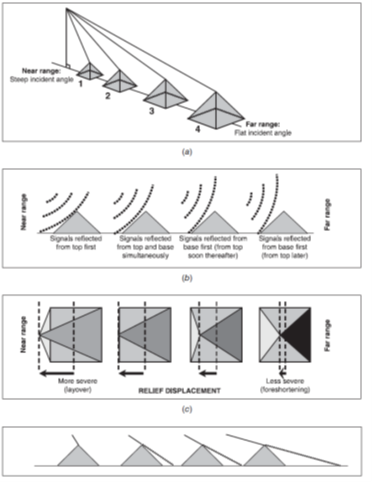 Near range:
Steep incident angle
1
2
3
4
Far range:
Flat incident angle
(a)
Near range
Signals reflected
from top first
Signals reflected
from top and base
simultaneously
Signals reflected from
base first (from top
soon thereafter)
Signals reflected
from base first
(from top later)
Far range
(b)
Near range
More severe
(layover)
RELIEF DISPLACEMENT
Less severe
(foreshortening)
Far range
(c)